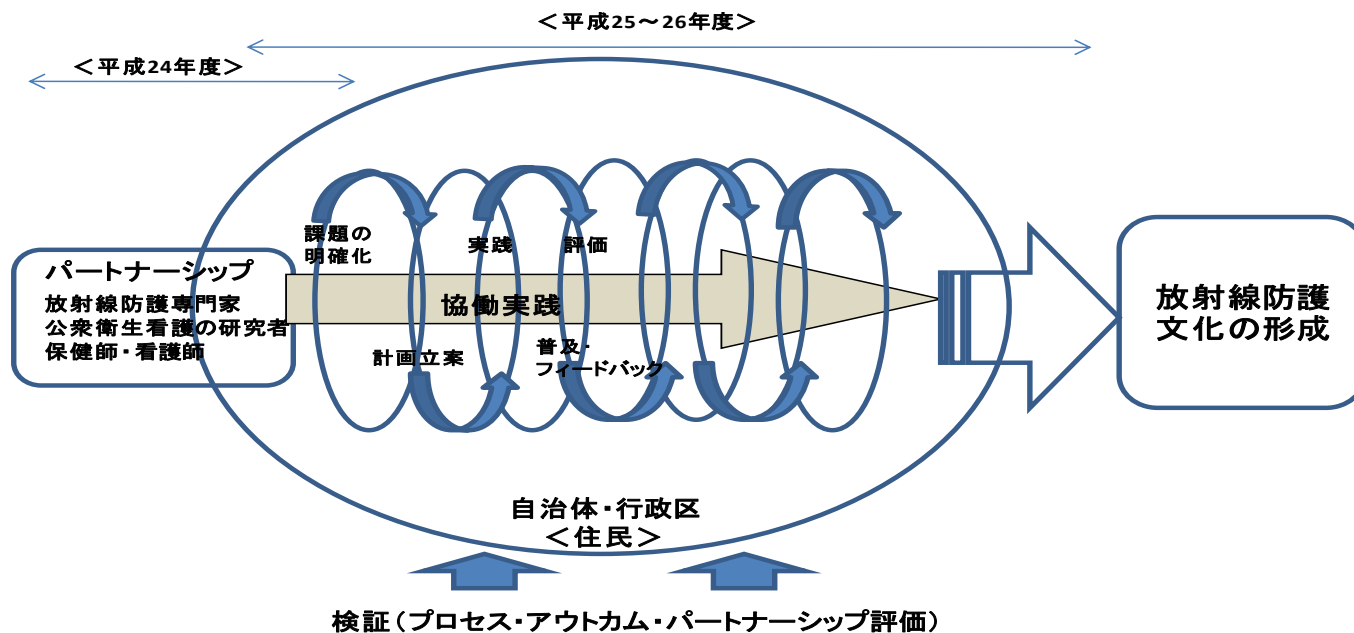 ＜平成25～26年度＞
＜平成24年度＞
課題の
明確化
実践
評価
パートナーシップ
放射線防護専門家
公衆衛生看護の研究者
保健師・看護師
協働実践
計画立案
普及・
フィードバック
放射線防護
文化の形成
自治体・行政区
＜住民＞
検証（プロセス・アウトカム・パートナーシップ評価）